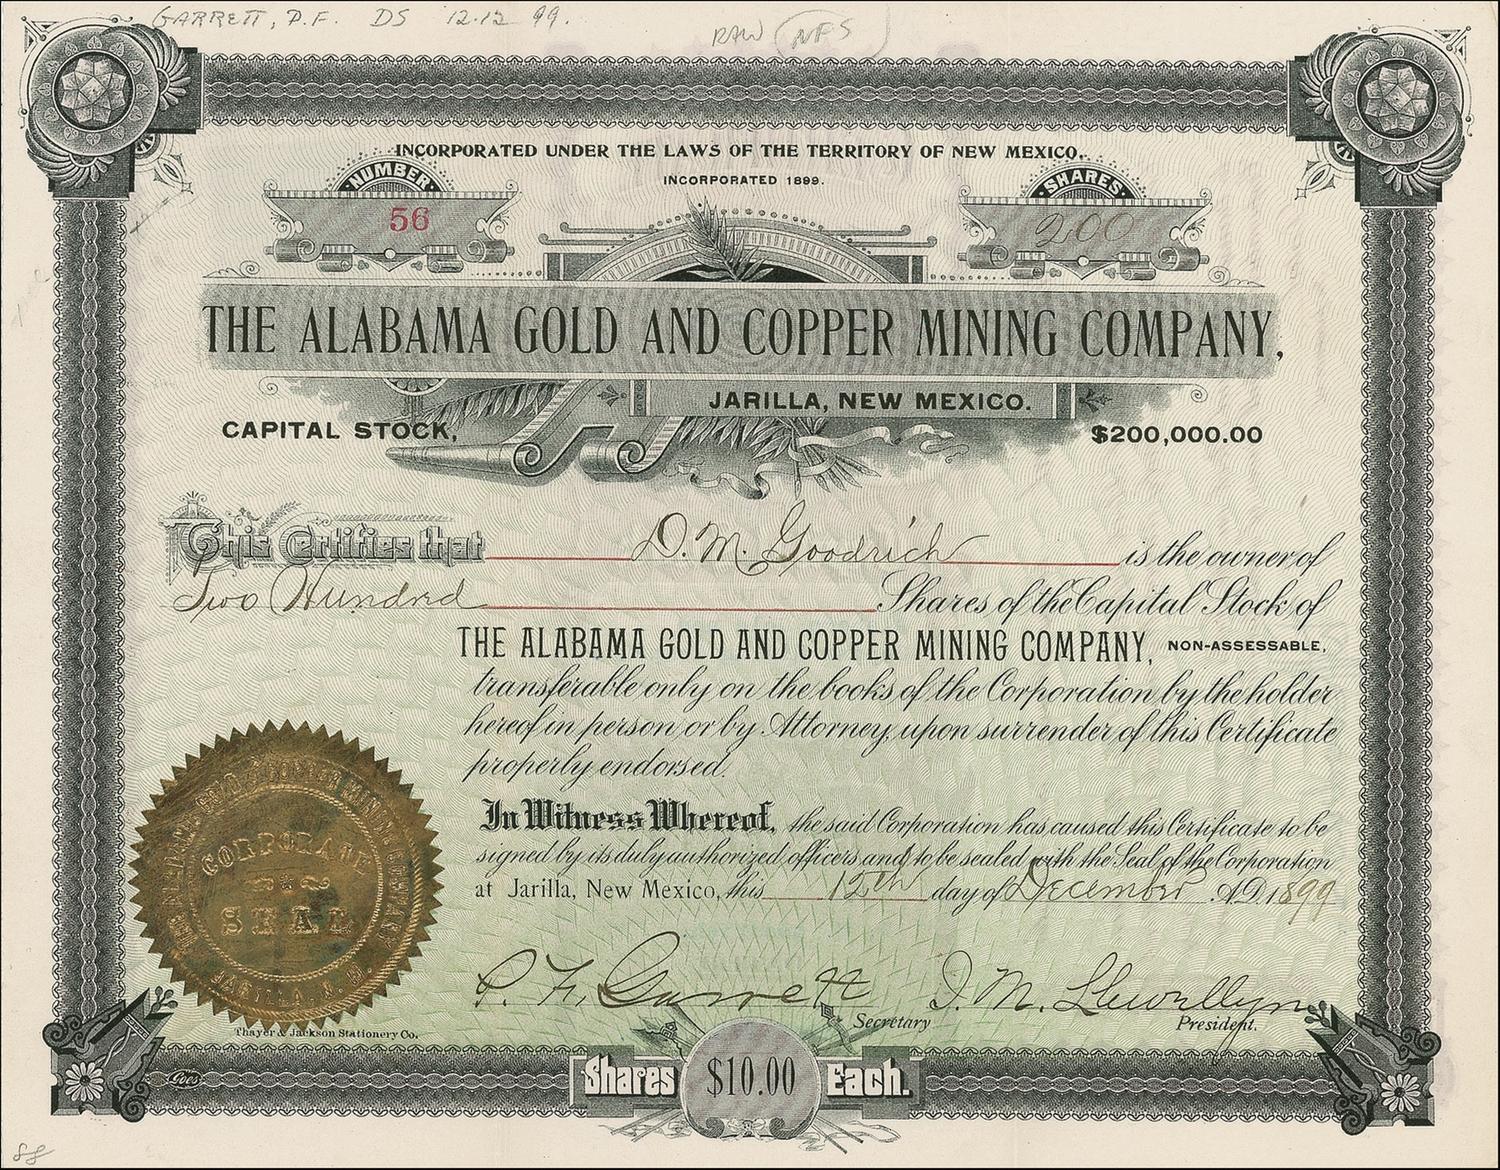 GARRETT, P.F. DS 12.12 99.
RAW NFS
INCORPORATED UNDER THE LAWS OF THE TERRITORY OF NEW MEXICO.
INCORPORATED 1899.
NUMBER
56
SHARES
200
THE ALABAMA GOLD AND COPPER MINING COMPANY,
JARILLA, NEW MEXICO.
CAPITAL STOCK, $200,000.00
This Certifies that D. M. Goodrich is the owner of
Two Hundred Shares of the Capital Stock of
THE ALABAMA GOLD AND COPPER MINING COMPANY, NON-ASSESSABLE,
transferable only on the books of the Corporation by the holder
hereof in person or by Attorney, upon surrender of this Certificate
properly endorsed.
In Witness Whereof, the said Corporation has caused this Certificate to be
signed by its duly authorized officers and to be sealed with the Seal of the Corporation
at Jarilla, New Mexico, this 12th day of December A.D. 1899
CORPORATE
SEAL
JARILLA, N. M.
P. F. Garrett J. M. Llewellyn
Secretary President.
Thayer & Jackson Stationery Co.
Goes
Shares $10.00 Each.